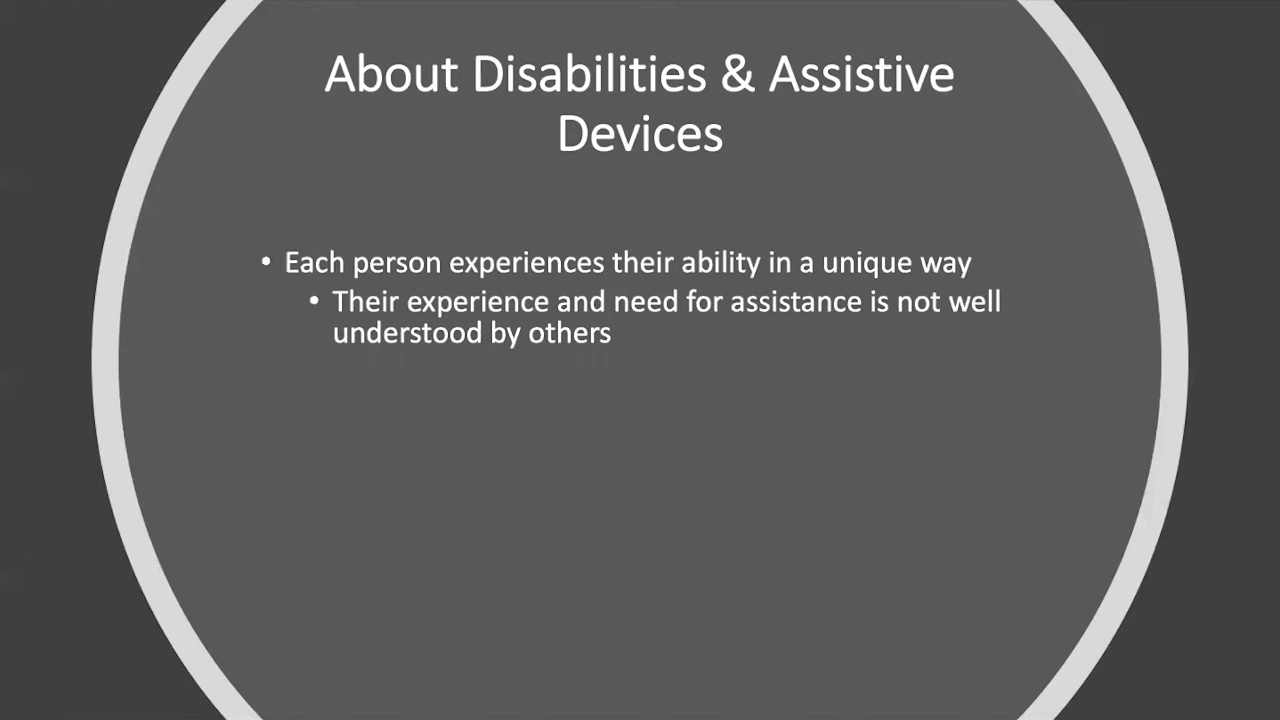 About Disabilities & Assistive
Devices
• Each person experiences their ability in a unique way
• Their experience and need for assistance is not well
understood by others